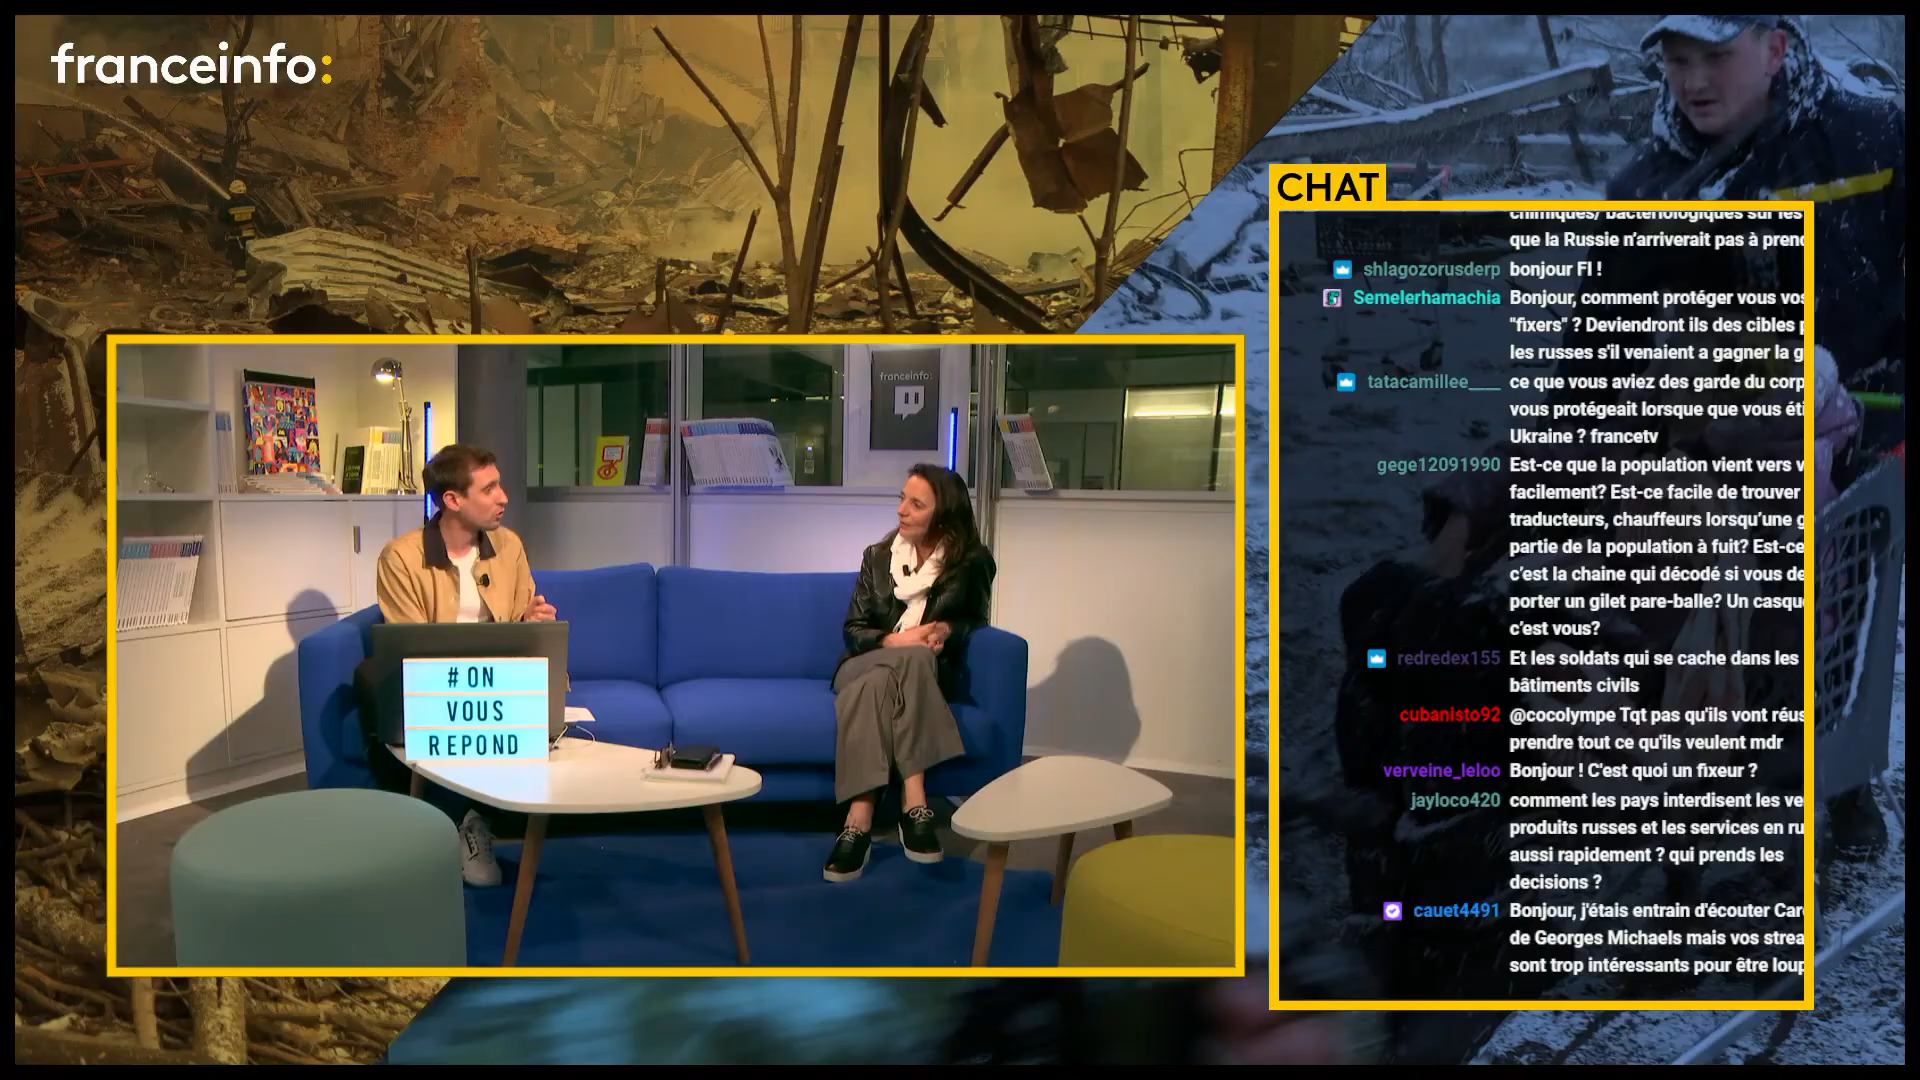 franceinfo:
CHAT
chimiques/ bactériologiques sur les
que la Russie n'arriverait pas à prend
shlagozorusderp bonjour FI !
Semelerhamachia Bonjour, comment protéger vous vos
"fixers" ? Deviendront ils des cibles p
les russes s'il venaient a gagner la g
tatacamillee____ ce que vous aviez des garde du corp
vous protégeait lorsque que vous éti
Ukraine ? francetv
gege12091990 Est-ce que la population vient vers v
facilement? Est-ce facile de trouver
traducteurs, chauffeurs lorsqu'une g
partie de la population à fuit? Est-ce
c'est la chaine qui décodé si vous de
porter un gilet pare-balle? Un casqu
c'est vous?
redredex155 Et les soldats qui se cache dans les
bâtiments civils
cubanisto92 @cocolympe Tqt pas qu'ils vont réus
prendre tout ce qu'ils veulent mdr
verveine_leloo Bonjour ! C'est quoi un fixeur ?
jayloco420 comment les pays interdisent les ve
produits russes et les services en ru
aussi rapidement ? qui prends les
decisions ?
cauet4491 Bonjour, j'étais entrain d'écouter Car
de Georges Michaels mais vos strea
sont trop intéressants pour être loup
franceinfo:
# ON
VOUS
REPOND